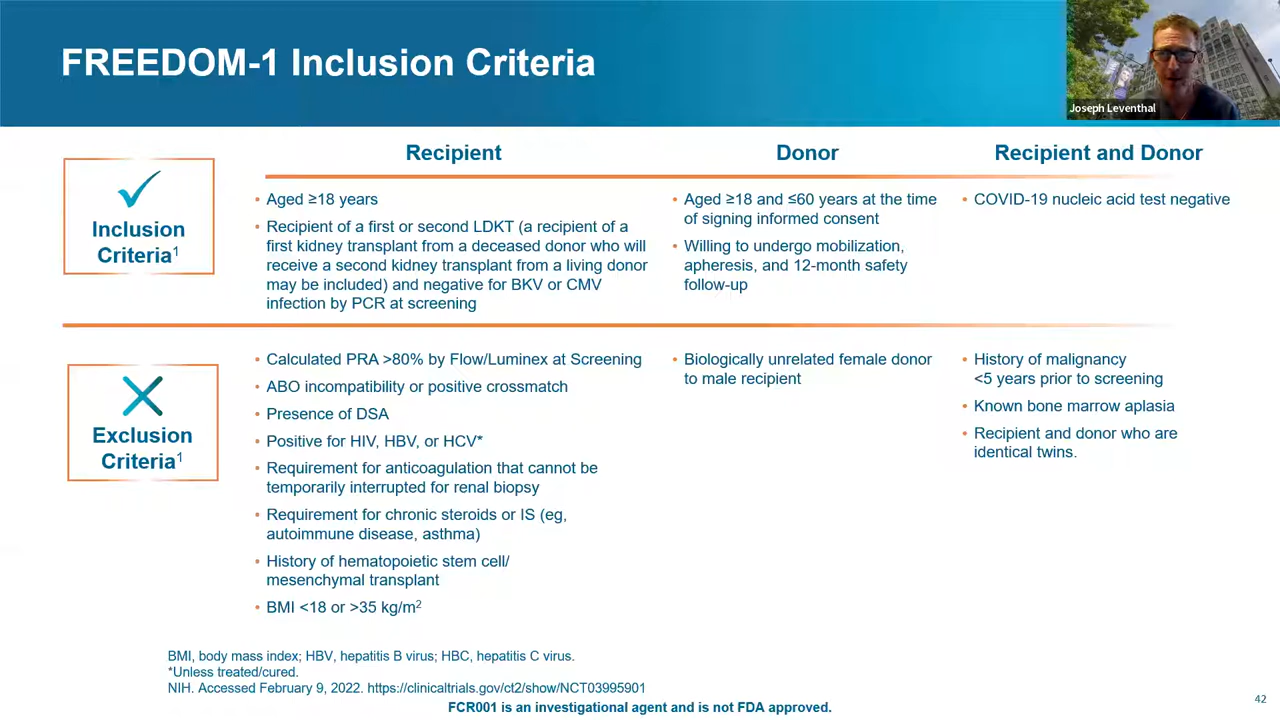 FREEDOM-1 Inclusion Criteria
Joseph Leventhal
Recipient
Donor
Recipient and Donor
Inclusion
Criteria1
• Aged ≥18 years
• Recipient of a first or second LDKT (a recipient of a
first kidney transplant from a deceased donor who will
receive a second kidney transplant from a living donor
may be included) and negative for BKV or CMV
infection by PCR at screening
• Aged ≥18 and ≤60 years at the time
of signing informed consent
• Willing to undergo mobilization,
apheresis, and 12-month safety
follow-up
• COVID-19 nucleic acid test negative
Exclusion
Criteria1
• Calculated PRA >80% by Flow/Luminex at Screening
• ABO incompatibility or positive crossmatch
• Presence of DSA
• Positive for HIV, HBV, or HCV*
• Requirement for anticoagulation that cannot be
temporarily interrupted for renal biopsy
• Requirement for chronic steroids or IS (eg,
autoimmune disease, asthma)
• History of hematopoietic stem cell/
mesenchymal transplant
• BMI <18 or >35 kg/m2
• Biologically unrelated female donor
to male recipient
• History of malignancy
<5 years prior to screening
• Known bone marrow aplasia
• Recipient and donor who are
identical twins.
BMI, body mass index; HBV, hepatitis B virus; HBC, hepatitis C virus.
*Unless treated/cured.
NIH. Accessed February 9, 2022. https://clinicaltrials.gov/ct2/show/NCT03995901
FCR001 is an investigational agent and is not FDA approved.
42